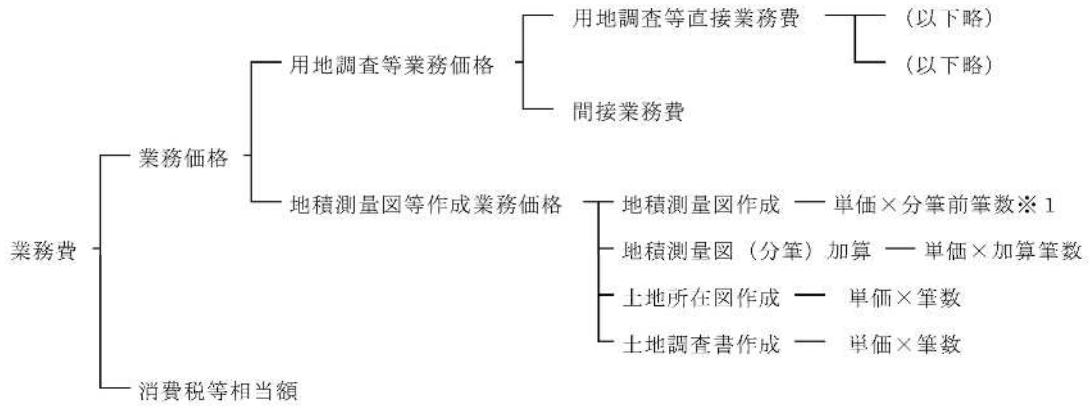 用地調査等直接業務費 （以下略）
用地調査等業務価格 （以下略）
間接業務費
業務価格
地積測量図等作成業務価格 地積測量図作成 単価×分筆前筆数※１
業務費 地積測量図（分筆）加算 単価×加算筆数
土地所在図作成 単価×筆数
土地調査書作成 単価×筆数
消費税等相当額